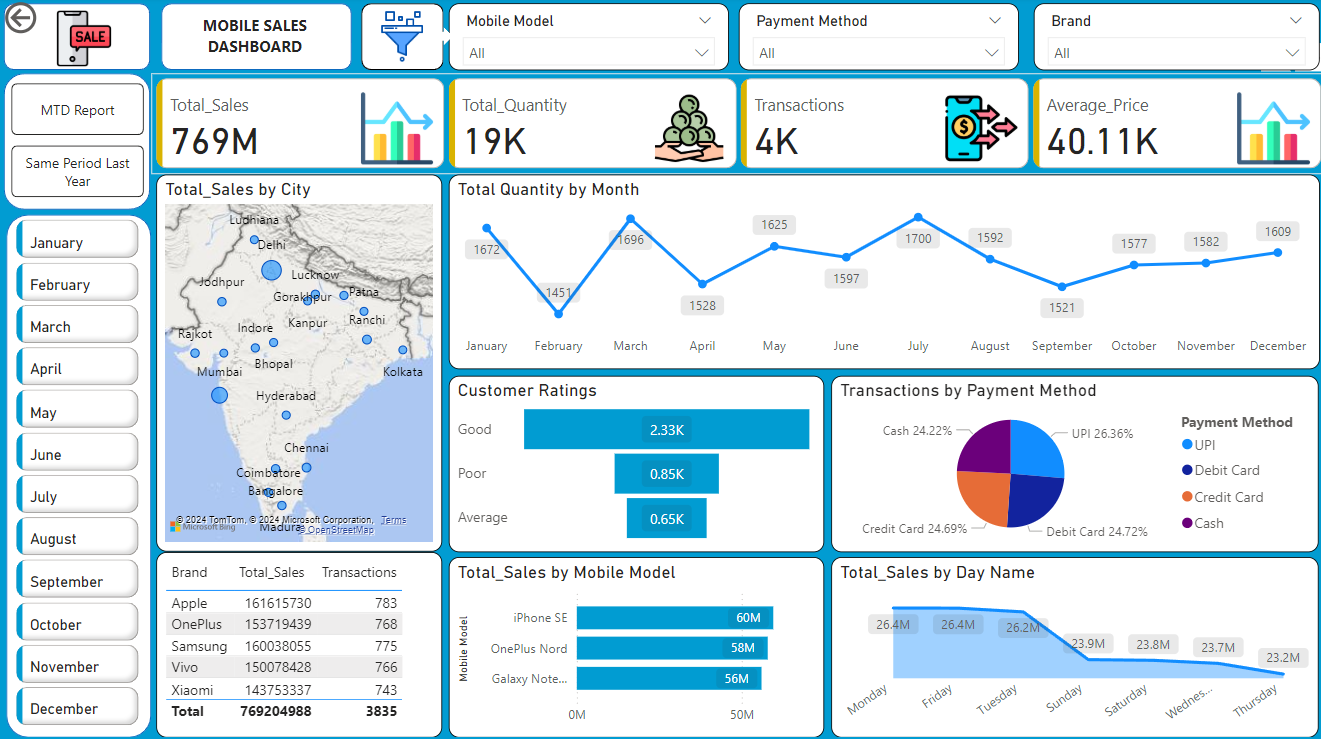 SALE
MOBILE SALES
DASHBOARD
Mobile Model
All
Payment Method
All
Brand
All
MTD Report
Same Period Last
Year
January
February
March
April
May
June
July
August
September
October
November
December
Total_Sales
769M
Total_Quantity
19K
Transactions
4K
$
Average_Price
40.11K
Total_Sales by City
Ludhiana
Delhi
Lucknow
Jodhpur
Gorakhpur
Patna
Kanpur
Ranchi
Rajkot
Indore
Bhopal
Mumbai
Kolkata
Hyderabad
Chennai
Coimbatore
Bangalore
Madura
© 2024 TomTom, © 2024 Microsoft Corporation, Terms
Microsoft Bing
© OpenStreetMap
Total Quantity by Month
1672
1451
1696
1528
1625
1597
1700
1592
1521
1577
1582
1609
January February March April May June July August September October November December
Customer Ratings
Good 2.33K
Poor 0.85K
Average 0.65K
Transactions by Payment Method
Cash 24.22%
UPI 26.36%
Credit Card 24.69%
Debit Card 24.72%
Payment Method
UPI
Debit Card
Credit Card
Cash
Brand Total_Sales Transactions
Apple 161615730 783
OnePlus 153719439 768
Samsung 160038055 775
Vivo 150078428 766
Xiaomi 143753337 743
Total 769204988 3835
Total_Sales by Mobile Model
Mobile Model
iPhone SE 60M
OnePlus Nord 58M
Galaxy Note... 56M
0M 50M
Total_Sales by Day Name
26.4M
26.4M
26.2M
23.9M
23.8M
23.7M
23.2M
Monday Friday Tuesday Sunday Saturday Wednes... Thursday